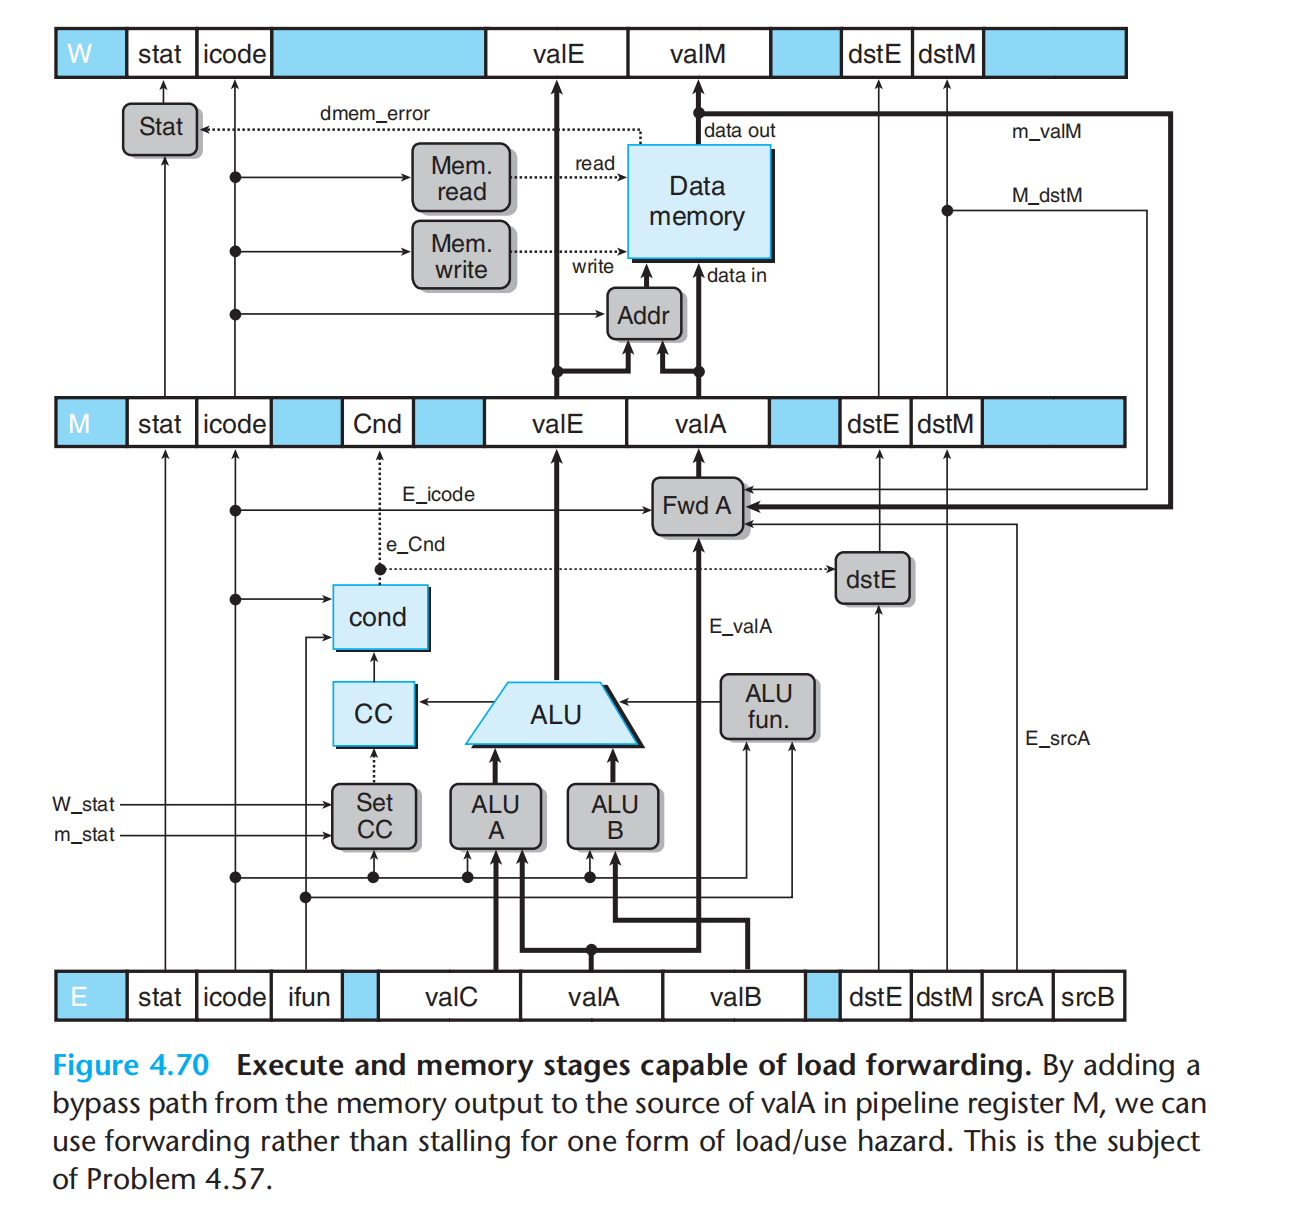 W stat icode valE valM dstE dstM
Stat
dmem_error
data out
m_valM
Mem.
read
read
Data
memory
M_dstM
Mem.
write
write
data in
Addr
M stat icode Cnd valE valA dstE dstM
E_icode
Fwd A
e_Cnd
dstE
cond
E_valA
CC
ALU
ALU
fun.
E_srcA
W_stat
m_stat
Set
CC
ALU
A
ALU
B
E stat icode ifun valC valA valB dstE dstM srcA srcB
Figure 4.70 Execute and memory stages capable of load forwarding. By adding a
bypass path from the memory output to the source of valA in pipeline register M, we can
use forwarding rather than stalling for one form of load/use hazard. This is the subject
of Problem 4.57.